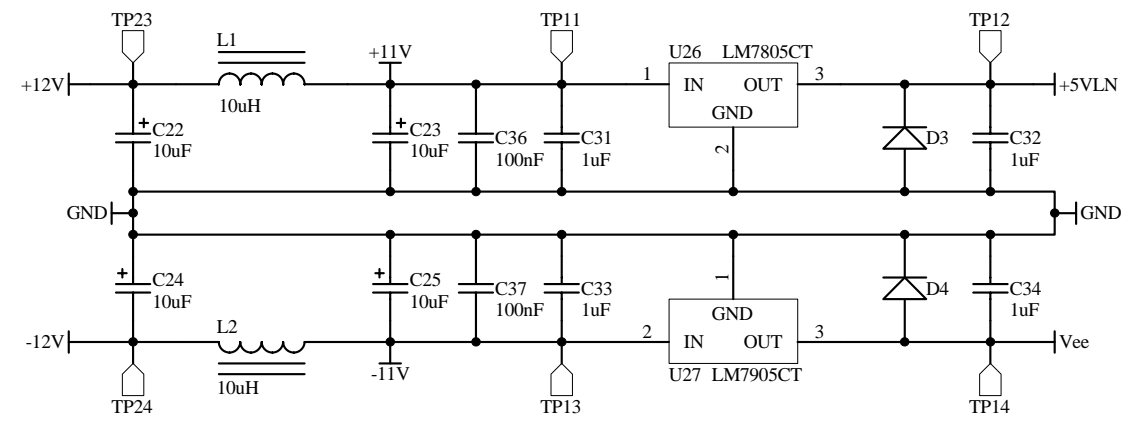 TP23
TP11
TP12
L1
+11V
U26 LM7805CT
+12V
1
IN
OUT
3
+5VLN
10uH
GND
+
C22
10uF
+
C23
10uF
C36
100nF
C31
1uF
2
D3
C32
1uF
GND
GND
+
C24
10uF
+
C25
10uF
C37
100nF
C33
1uF
1
D4
C34
1uF
GND
-12V
L2
2
IN
OUT
3
Vee
10uH
-11V
U27 LM7905CT
TP24
TP13
TP14